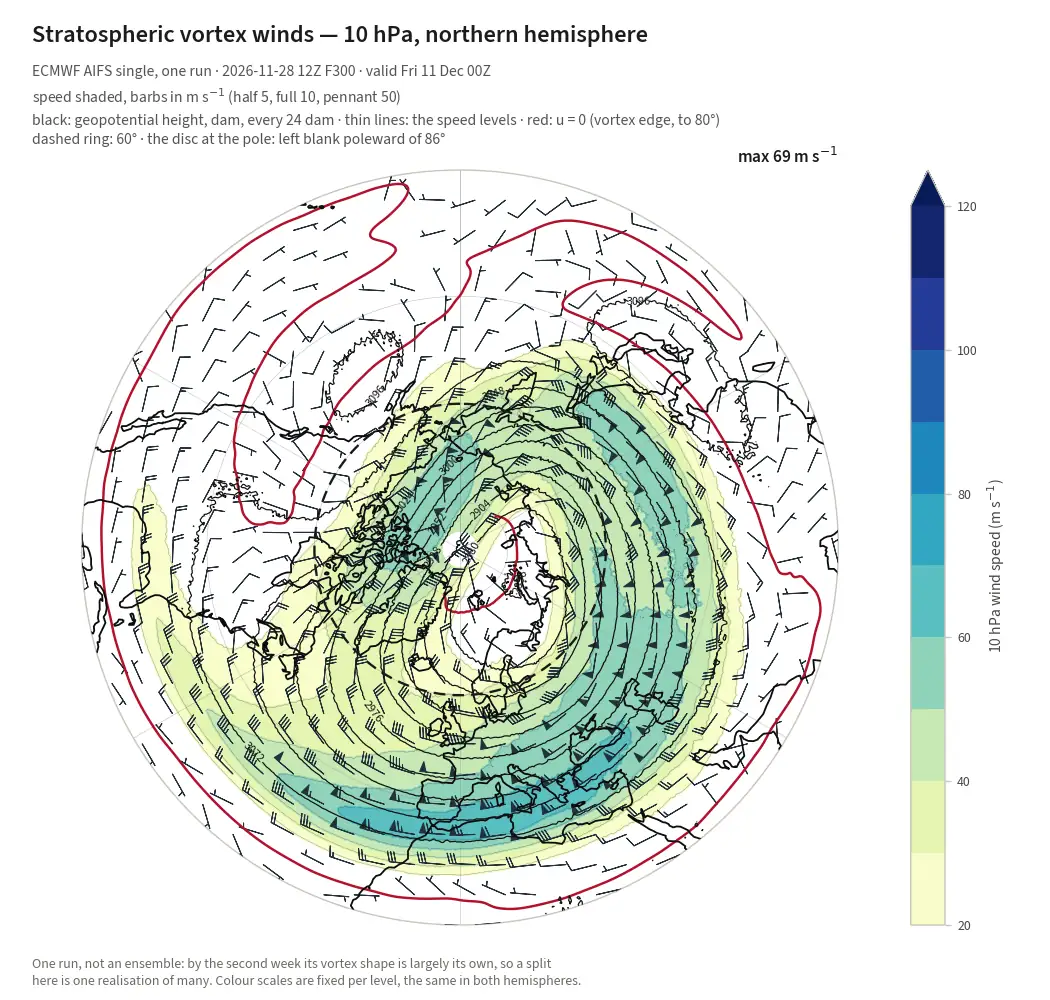 Stratospheric vortex winds — 10 hPa, northern hemisphere
ECMWF AIFS single, one run · 2026-11-28 12Z F300 · valid Fri 11 Dec 00Z
speed shaded, barbs in m s⁻¹ (half 5, full 10, pennant 50)
black: geopotential height, dam, every 24 dam · thin lines: the speed levels · red: u = 0 (vortex edge, to 80°)
dashed ring: 60° · the disc at the pole: left blank poleward of 86°
max 69 m s⁻¹
120
100
80
60
40
20
10 hPa wind speed (m s⁻¹)
3096
3096
2904
2976
3072
One run, not an ensemble: by the second week its vortex shape is largely its own, so a split
here is one realisation of many. Colour scales are fixed per level, the same in both hemispheres.